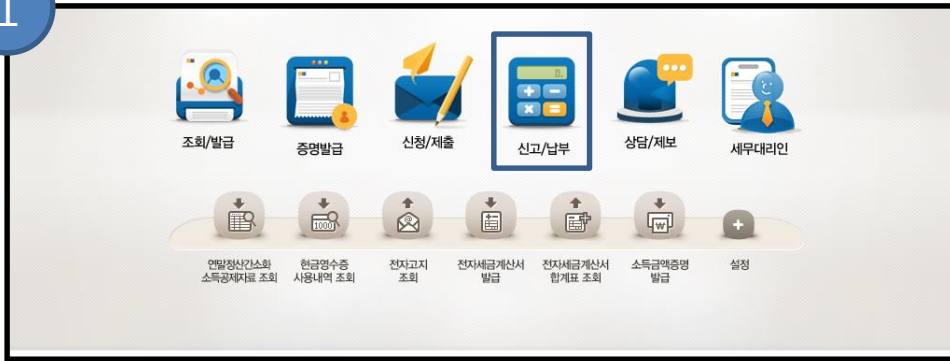 1
조회/발급
증명발급
신청/제출
신고/납부
상담/제보
세무대리인
연말정산간소화
소득공제자료 조회
현금영수증
사용내역 조회
전자고지
조회
전자세금계산서
발급
전자세금계산서
합계표 조회
소득금액증명
발급
설정